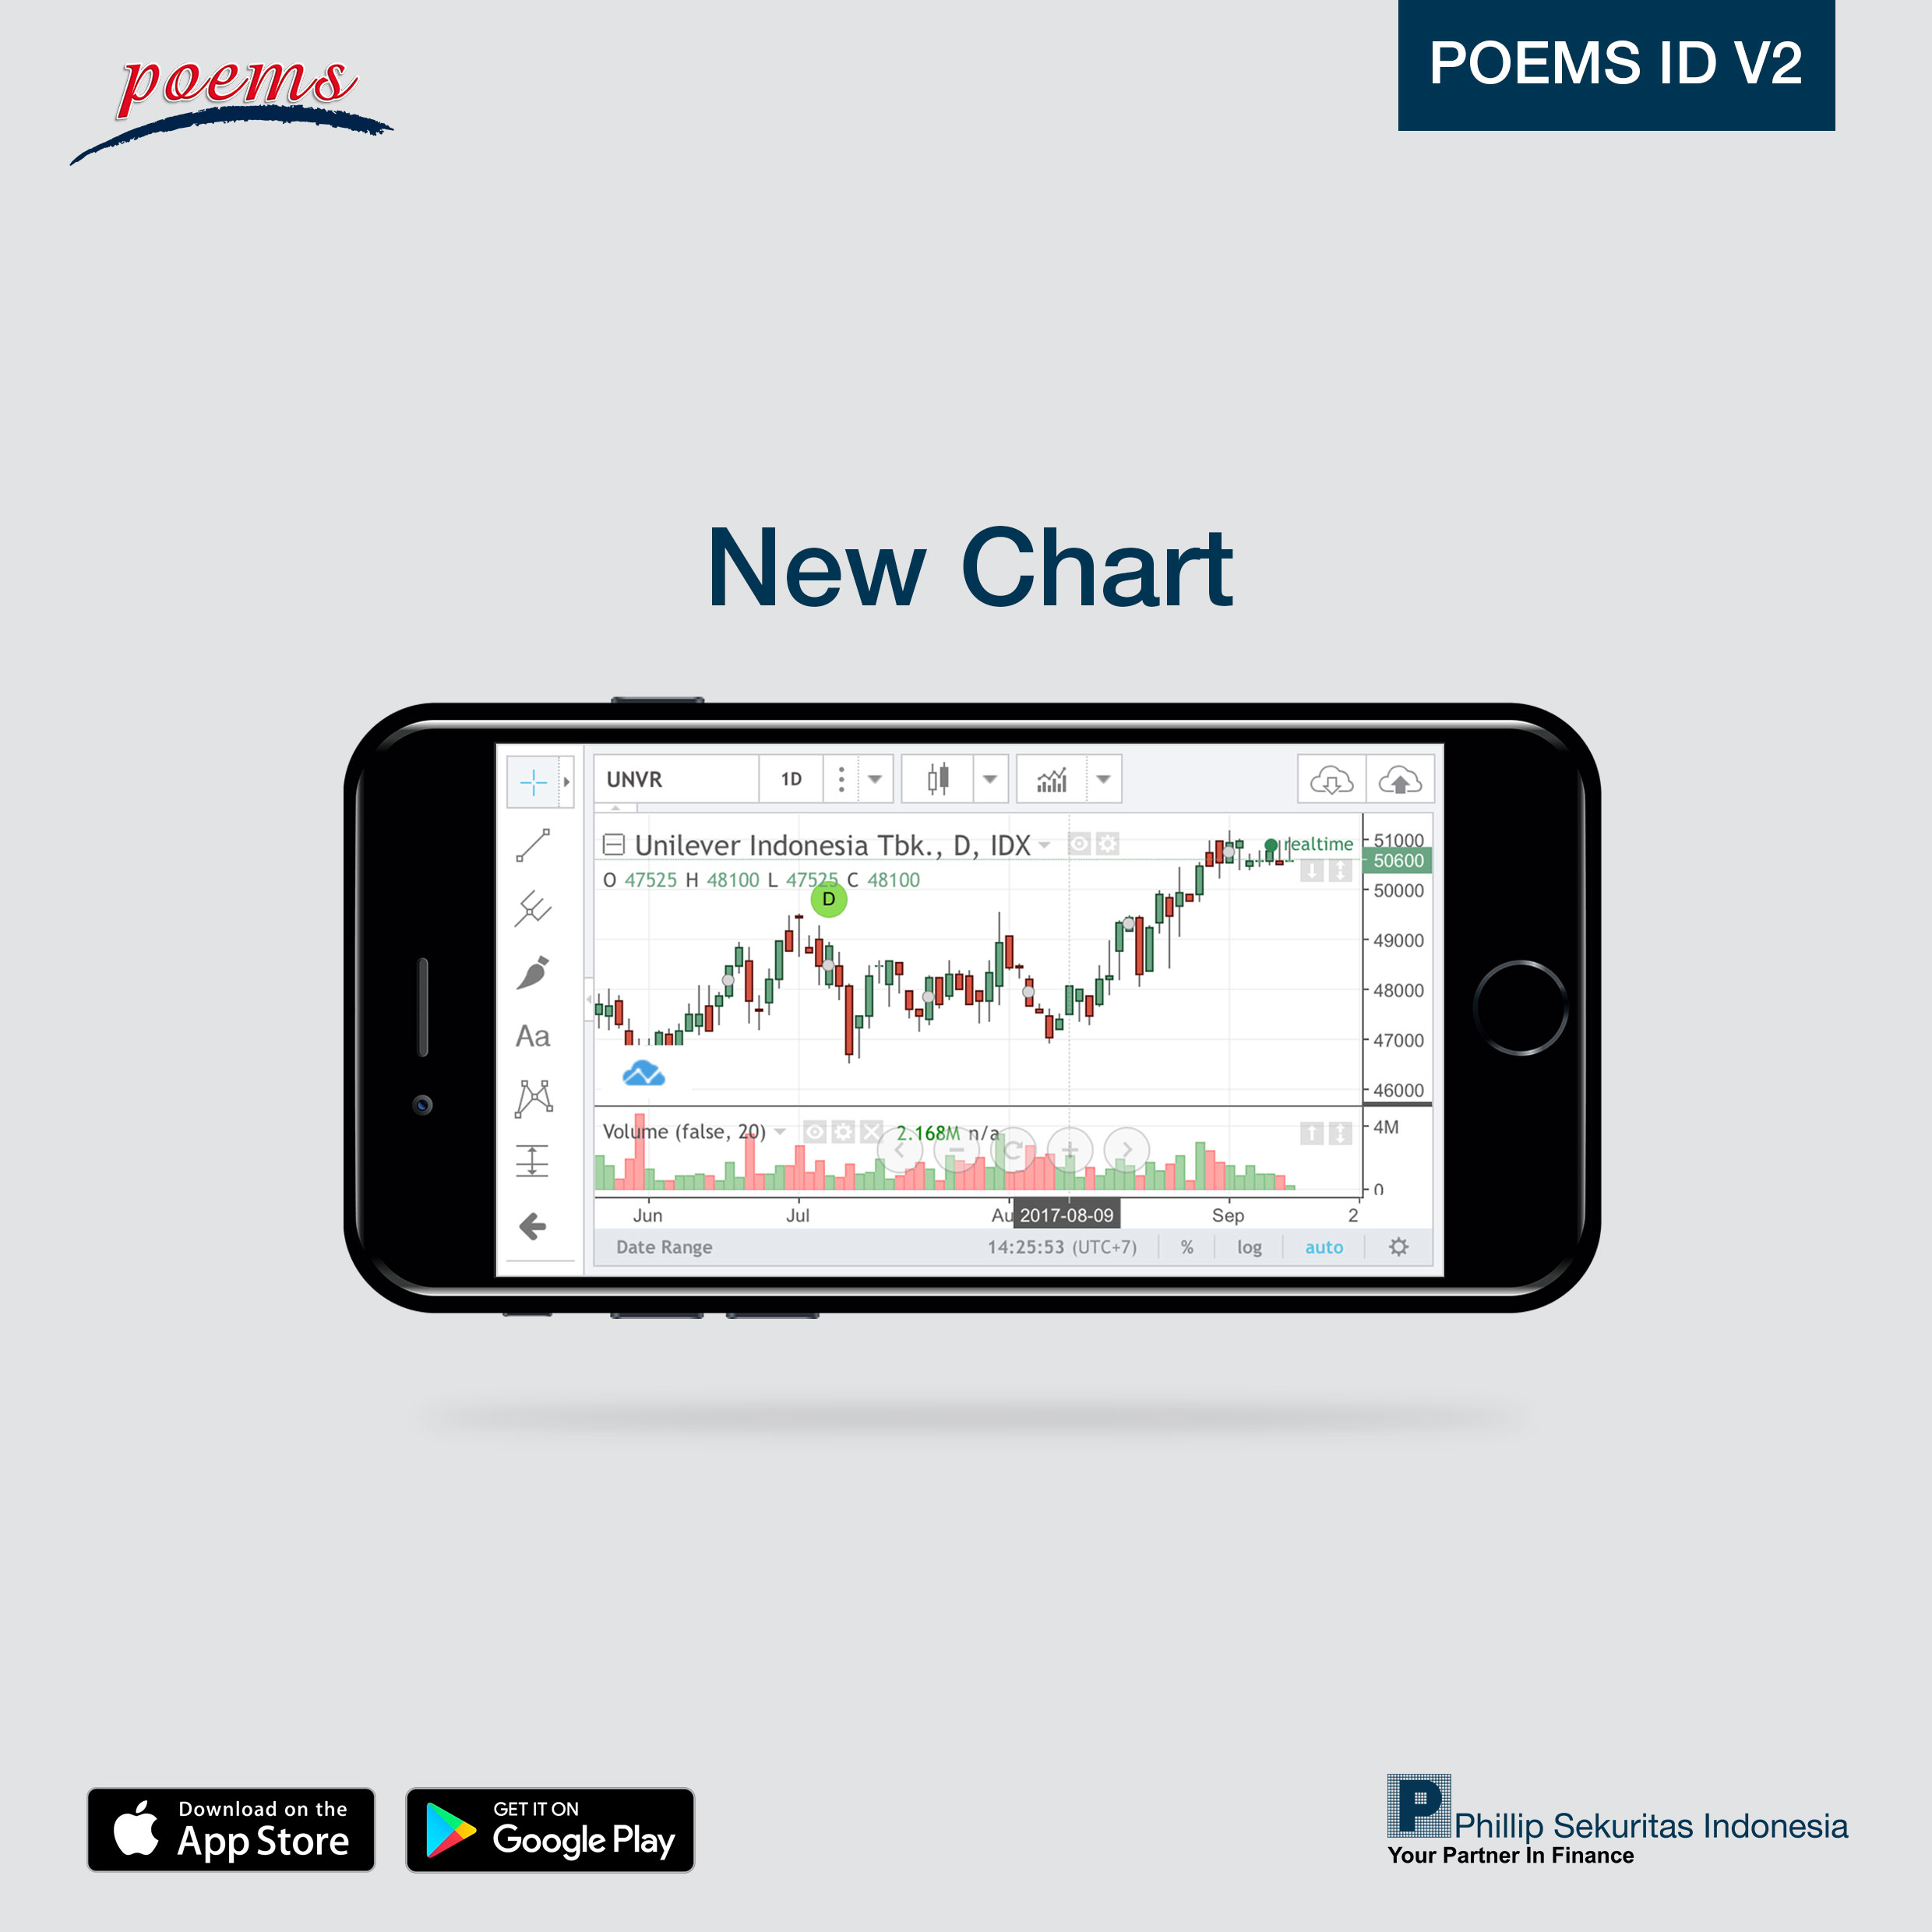 poems
POEMS ID V2
New Chart
UNVR 1D
Unilever Indonesia Tbk., D, IDX
realtime
O 47525 H 48100 L 47525 C 48100
D
51000
50600
50000
49000
48000
47000
46000
Aa
Volume (false, 20) 2.168M n/a
4M
0
Jun Jul Au 2017-08-09 Sep 2
Date Range 14:25:53 (UTC+7) % log auto
Download on the
App Store
GET IT ON
Google Play
P
Phillip Sekuritas Indonesia
Your Partner In Finance